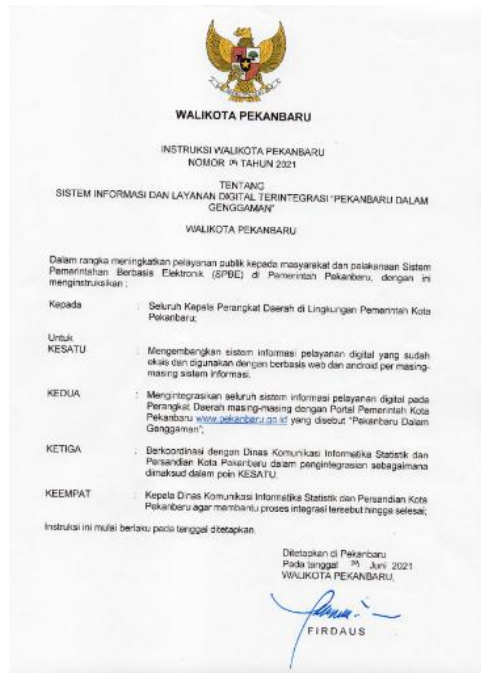 WALIKOTA PEKANBARU
INSTRUKSI WALIKOTA PEKANBARU
NOMOR TAHUN 2021
TENTANG
SISTEM INFORMASI DAN LAYANAN DIGITAL TERINTEGRASI "PEKANBARU DALAM
GENGGAMAN"
WALIKOTA PEKANBARU
Dalam rangka meningkatkan pelayanan publik kepada masyarakat dan pelaksanaan Sistem
Pemerintahan Berbasis Elektronik (SPBE) di Pemerintah Pekanbaru, dengan ini
menginstruksikan :
Kepada : Seluruh Kepala Perangkat Daerah di Lingkungan Pemerintah Kota
Pekanbaru;
Untuk
KESATU : Mengembangkan sistem informasi pelayanan digital yang sudah
eksis dan digunakan dengan berbasis web dan android per masing-
masing sistem informasi.
KEDUA : Mengintegrasikan seluruh sistem informasi pelayanan digital pada
Perangkat Daerah masing-masing dengan Portal Pemerintah Kota
Pekanbaru www.pekanbaru.go.id yang disebut "Pekanbaru Dalam
Genggaman";
KETIGA : Berkoordinasi dengan Dinas Komunikasi Informatika Statistik dan
Persandian Kota Pekanbaru dalam pengintegrasian sebagaimana
dimaksud dalam poin KESATU;
KEEMPAT : Kepala Dinas Komunikasi Informatika Statistik dan Persandian Kota
Pekanbaru agar membantu proses integrasi tersebut hingga selesai;
Instruksi ini mulai berlaku pada tanggal ditetapkan.
Ditetapkan di Pekanbaru
Pada tanggal Juni 2021
WALIKOTA PEKANBARU,
FIRDAUS